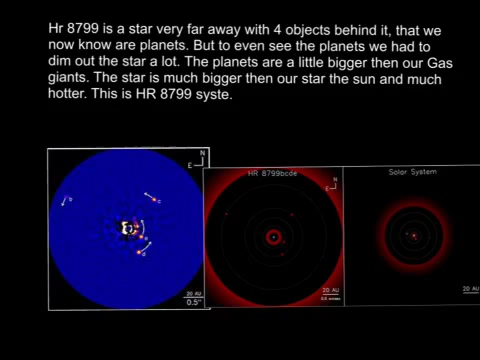 Hr 8799 is a star very far away with 4 objects behind it, that we
now know are planets. But to even see the planets we had to
dim out the star a lot. The planets are a little bigger then our Gas
giants. The star is much bigger then our star the sun and much
hotter. This is HR 8799 syste.
N
E
b
c
e
d
20 AU
0.5"
HR 8799bcde
N
E
20 AU
Solar System
20 AU